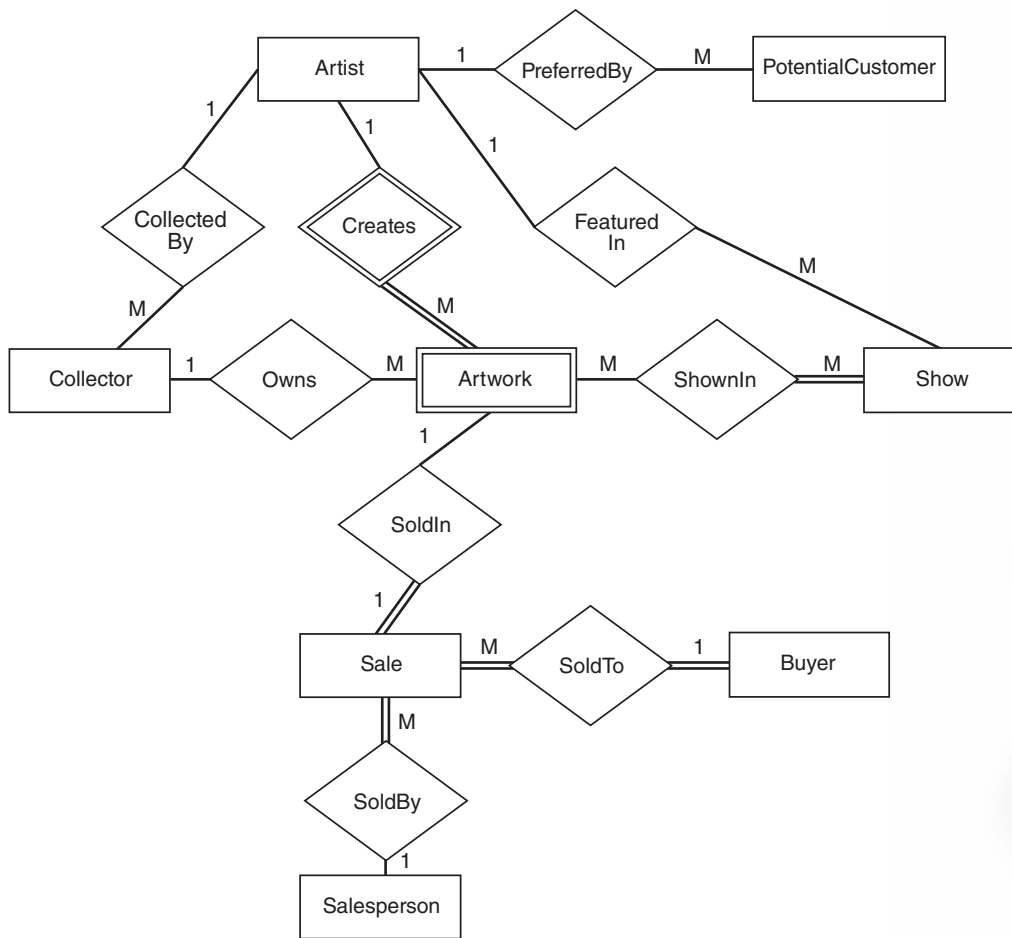 Artist
1
PreferredBy
M
PotentialCustomer
1
1
1
Collected
By
Creates
Featured
In
M
M
M
Collector
1
Owns
M
Artwork
M
ShownIn
M
Show
1
SoldIn
1
Sale
M
SoldTo
1
Buyer
M
SoldBy
1
Salesperson